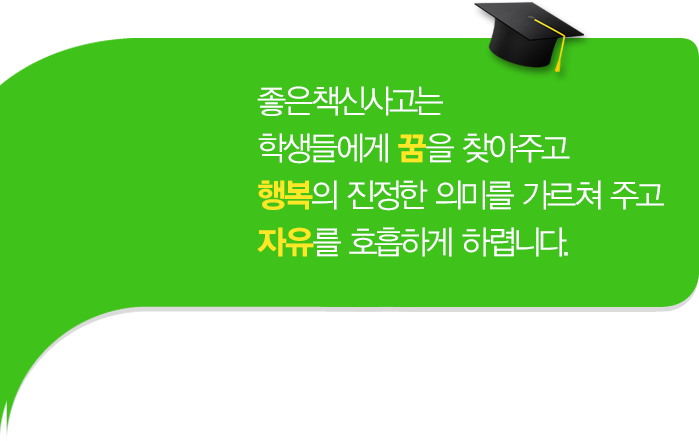 좋은책신사고는
학생들에게 꿈을 찾아주고
행복의 진정한 의미를 가르쳐 주고
자유를 호흡하게 하렵니다.